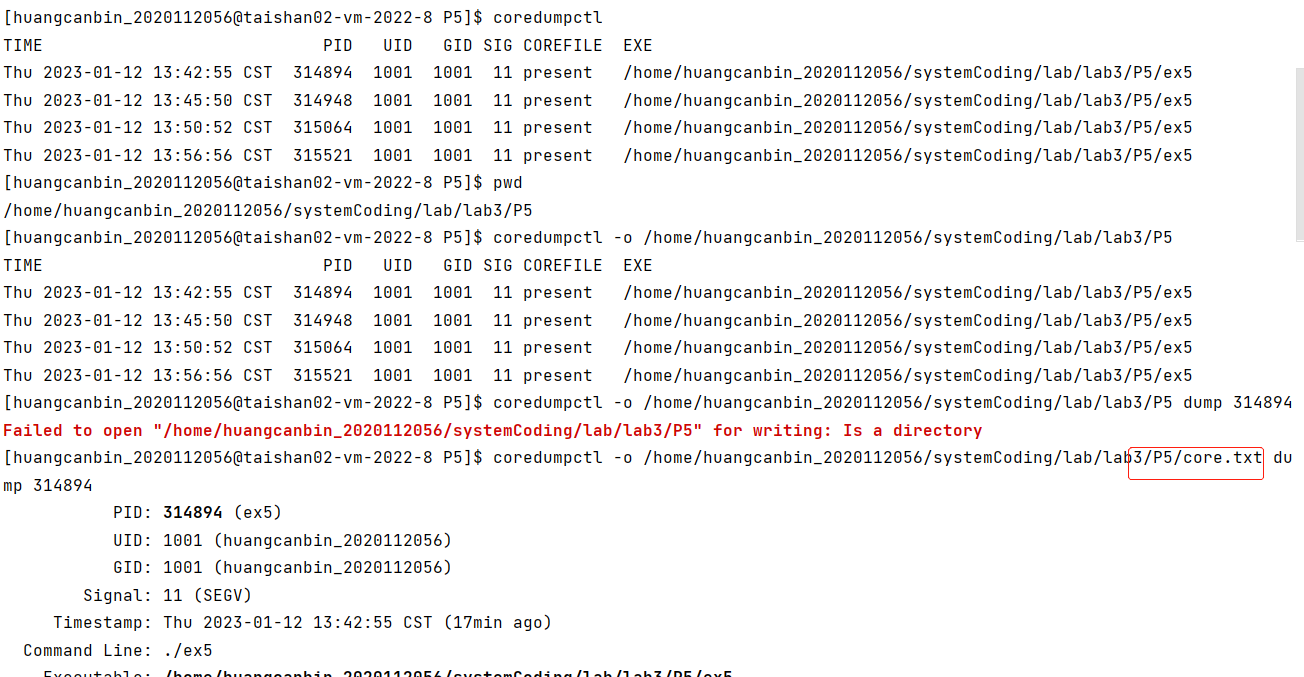 [huangcanbin_2020112056@taishan02-vm-2022-8 P5]$ coredumpctl
TIME                            PID   UID   GID SIG COREFILE  EXE
Thu 2023-01-12 13:42:55 CST  314894  1001  1001  11 present   /home/huangcanbin_2020112056/systemCoding/lab/lab3/P5/ex5
Thu 2023-01-12 13:45:50 CST  314948  1001  1001  11 present   /home/huangcanbin_2020112056/systemCoding/lab/lab3/P5/ex5
Thu 2023-01-12 13:50:52 CST  315064  1001  1001  11 present   /home/huangcanbin_2020112056/systemCoding/lab/lab3/P5/ex5
Thu 2023-01-12 13:56:56 CST  315521  1001  1001  11 present   /home/huangcanbin_2020112056/systemCoding/lab/lab3/P5/ex5
[huangcanbin_2020112056@taishan02-vm-2022-8 P5]$ pwd
/home/huangcanbin_2020112056/systemCoding/lab/lab3/P5
[huangcanbin_2020112056@taishan02-vm-2022-8 P5]$ coredumpctl -o /home/huangcanbin_2020112056/systemCoding/lab/lab3/P5
TIME                            PID   UID   GID SIG COREFILE  EXE
Thu 2023-01-12 13:42:55 CST  314894  1001  1001  11 present   /home/huangcanbin_2020112056/systemCoding/lab/lab3/P5/ex5
Thu 2023-01-12 13:45:50 CST  314948  1001  1001  11 present   /home/huangcanbin_2020112056/systemCoding/lab/lab3/P5/ex5
Thu 2023-01-12 13:50:52 CST  315064  1001  1001  11 present   /home/huangcanbin_2020112056/systemCoding/lab/lab3/P5/ex5
Thu 2023-01-12 13:56:56 CST  315521  1001  1001  11 present   /home/huangcanbin_2020112056/systemCoding/lab/lab3/P5/ex5
[huangcanbin_2020112056@taishan02-vm-2022-8 P5]$ coredumpctl -o /home/huangcanbin_2020112056/systemCoding/lab/lab3/P5 dump 314894
Failed to open "/home/huangcanbin_2020112056/systemCoding/lab/lab3/P5" for writing: Is a directory
[huangcanbin_2020112056@taishan02-vm-2022-8 P5]$ coredumpctl -o /home/huangcanbin_2020112056/systemCoding/lab/lab3/P5/core.txt du
mp 314894
           PID: 314894 (ex5)
           UID: 1001 (huangcanbin_2020112056)
           GID: 1001 (huangcanbin_2020112056)
        Signal: 11 (SEGV)
     Timestamp: Thu 2023-01-12 13:42:55 CST (17min ago)
  Command Line: ./ex5
    Executable: /home/huangcanbin_2020112056/systemCoding/lab/lab3/P5/ex5